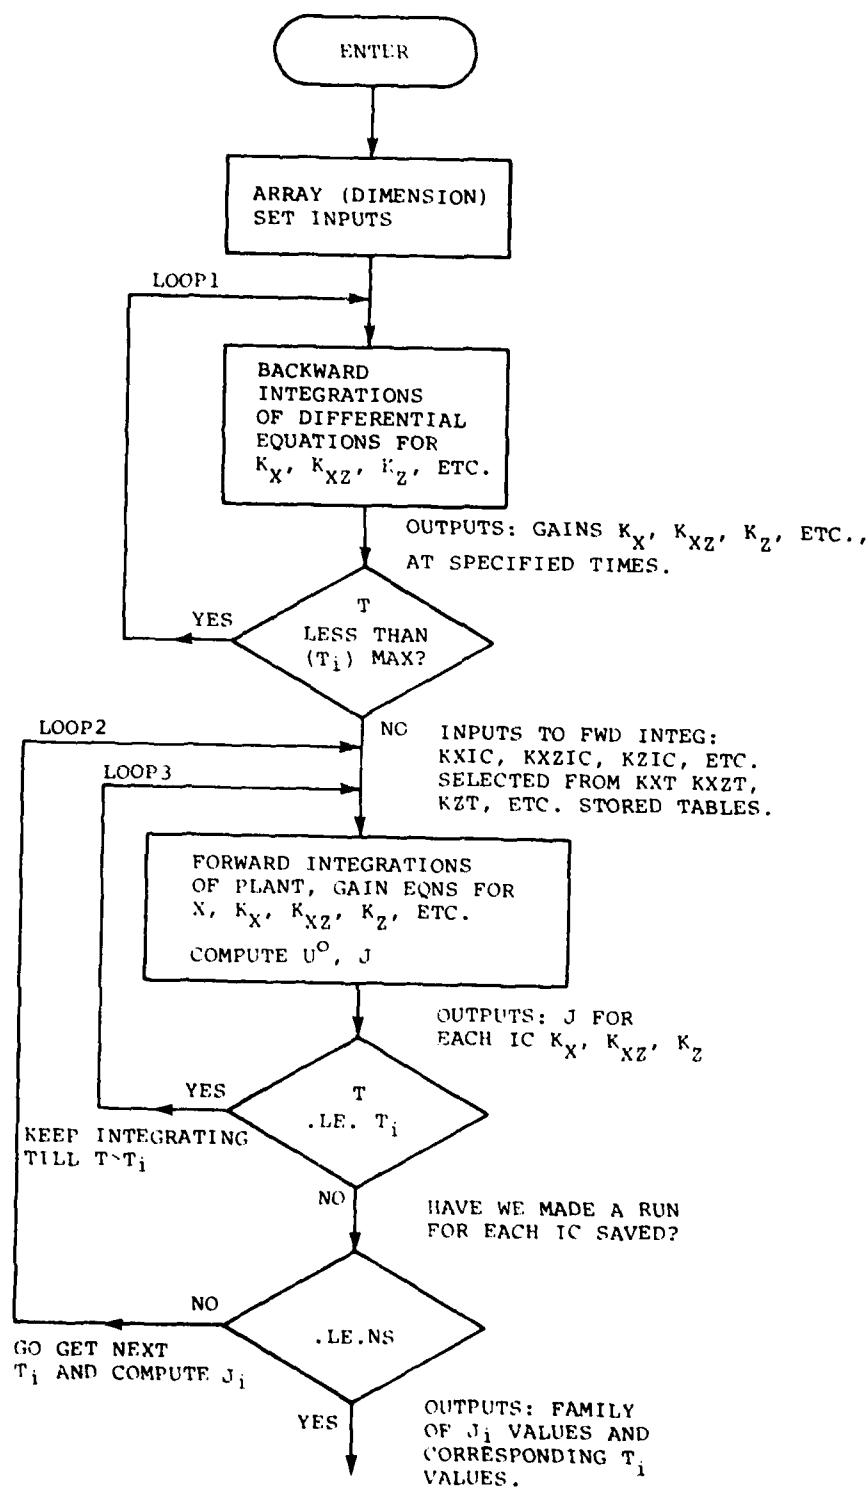 ENTER
ARRAY (DIMENSION)
SET INPUTS
LOOP1
BACKWARD
INTEGRATIONS
OF DIFFERENTIAL
EQUATIONS FOR
K_X, K_XZ, K_Z, ETC.
OUTPUTS: GAINS K_X, K_XZ, K_Z, ETC.,
AT SPECIFIED TIMES.
T
LESS THAN
(T_i) MAX?
YES
NO
LOOP2
INPUTS TO FWD INTEG:
KXIC, KXZIC, KZIC, ETC.
SELECTED FROM KXT KXZT,
KZT, ETC. STORED TABLES.
LOOP3
FORWARD INTEGRATIONS
OF PLANT, GAIN EQNS FOR
X, K_X, K_XZ, K_Z, ETC.
COMPUTE U^O, J
OUTPUTS: J FOR
EACH IC K_X, K_XZ, K_Z
T
.LE. T_i
YES
KEEP INTEGRATING
TILL T>T_i
NO
HAVE WE MADE A RUN
FOR EACH IC SAVED?
.LE.NS
NO
GO GET NEXT
T_i AND COMPUTE J_i
YES
OUTPUTS: FAMILY
OF J_i VALUES AND
CORRESPONDING T_i
VALUES.